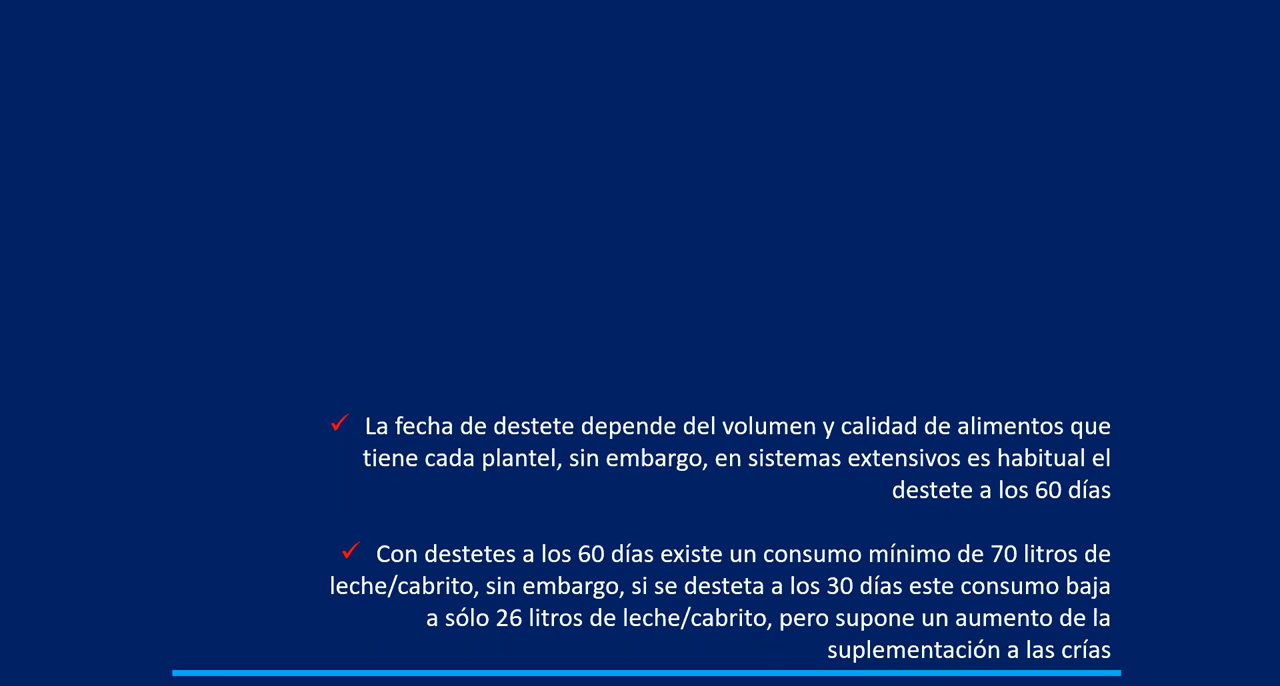 ✓ La fecha de destete depende del volumen y calidad de alimentos que
tiene cada plantel, sin embargo, en sistemas extensivos es habitual el
destete a los 60 días
✓ Con destetes a los 60 días existe un consumo mínimo de 70 litros de
leche/cabrito, sin embargo, si se desteta a los 30 días este consumo baja
a sólo 26 litros de leche/cabrito, pero supone un aumento de la
suplementación a las crías